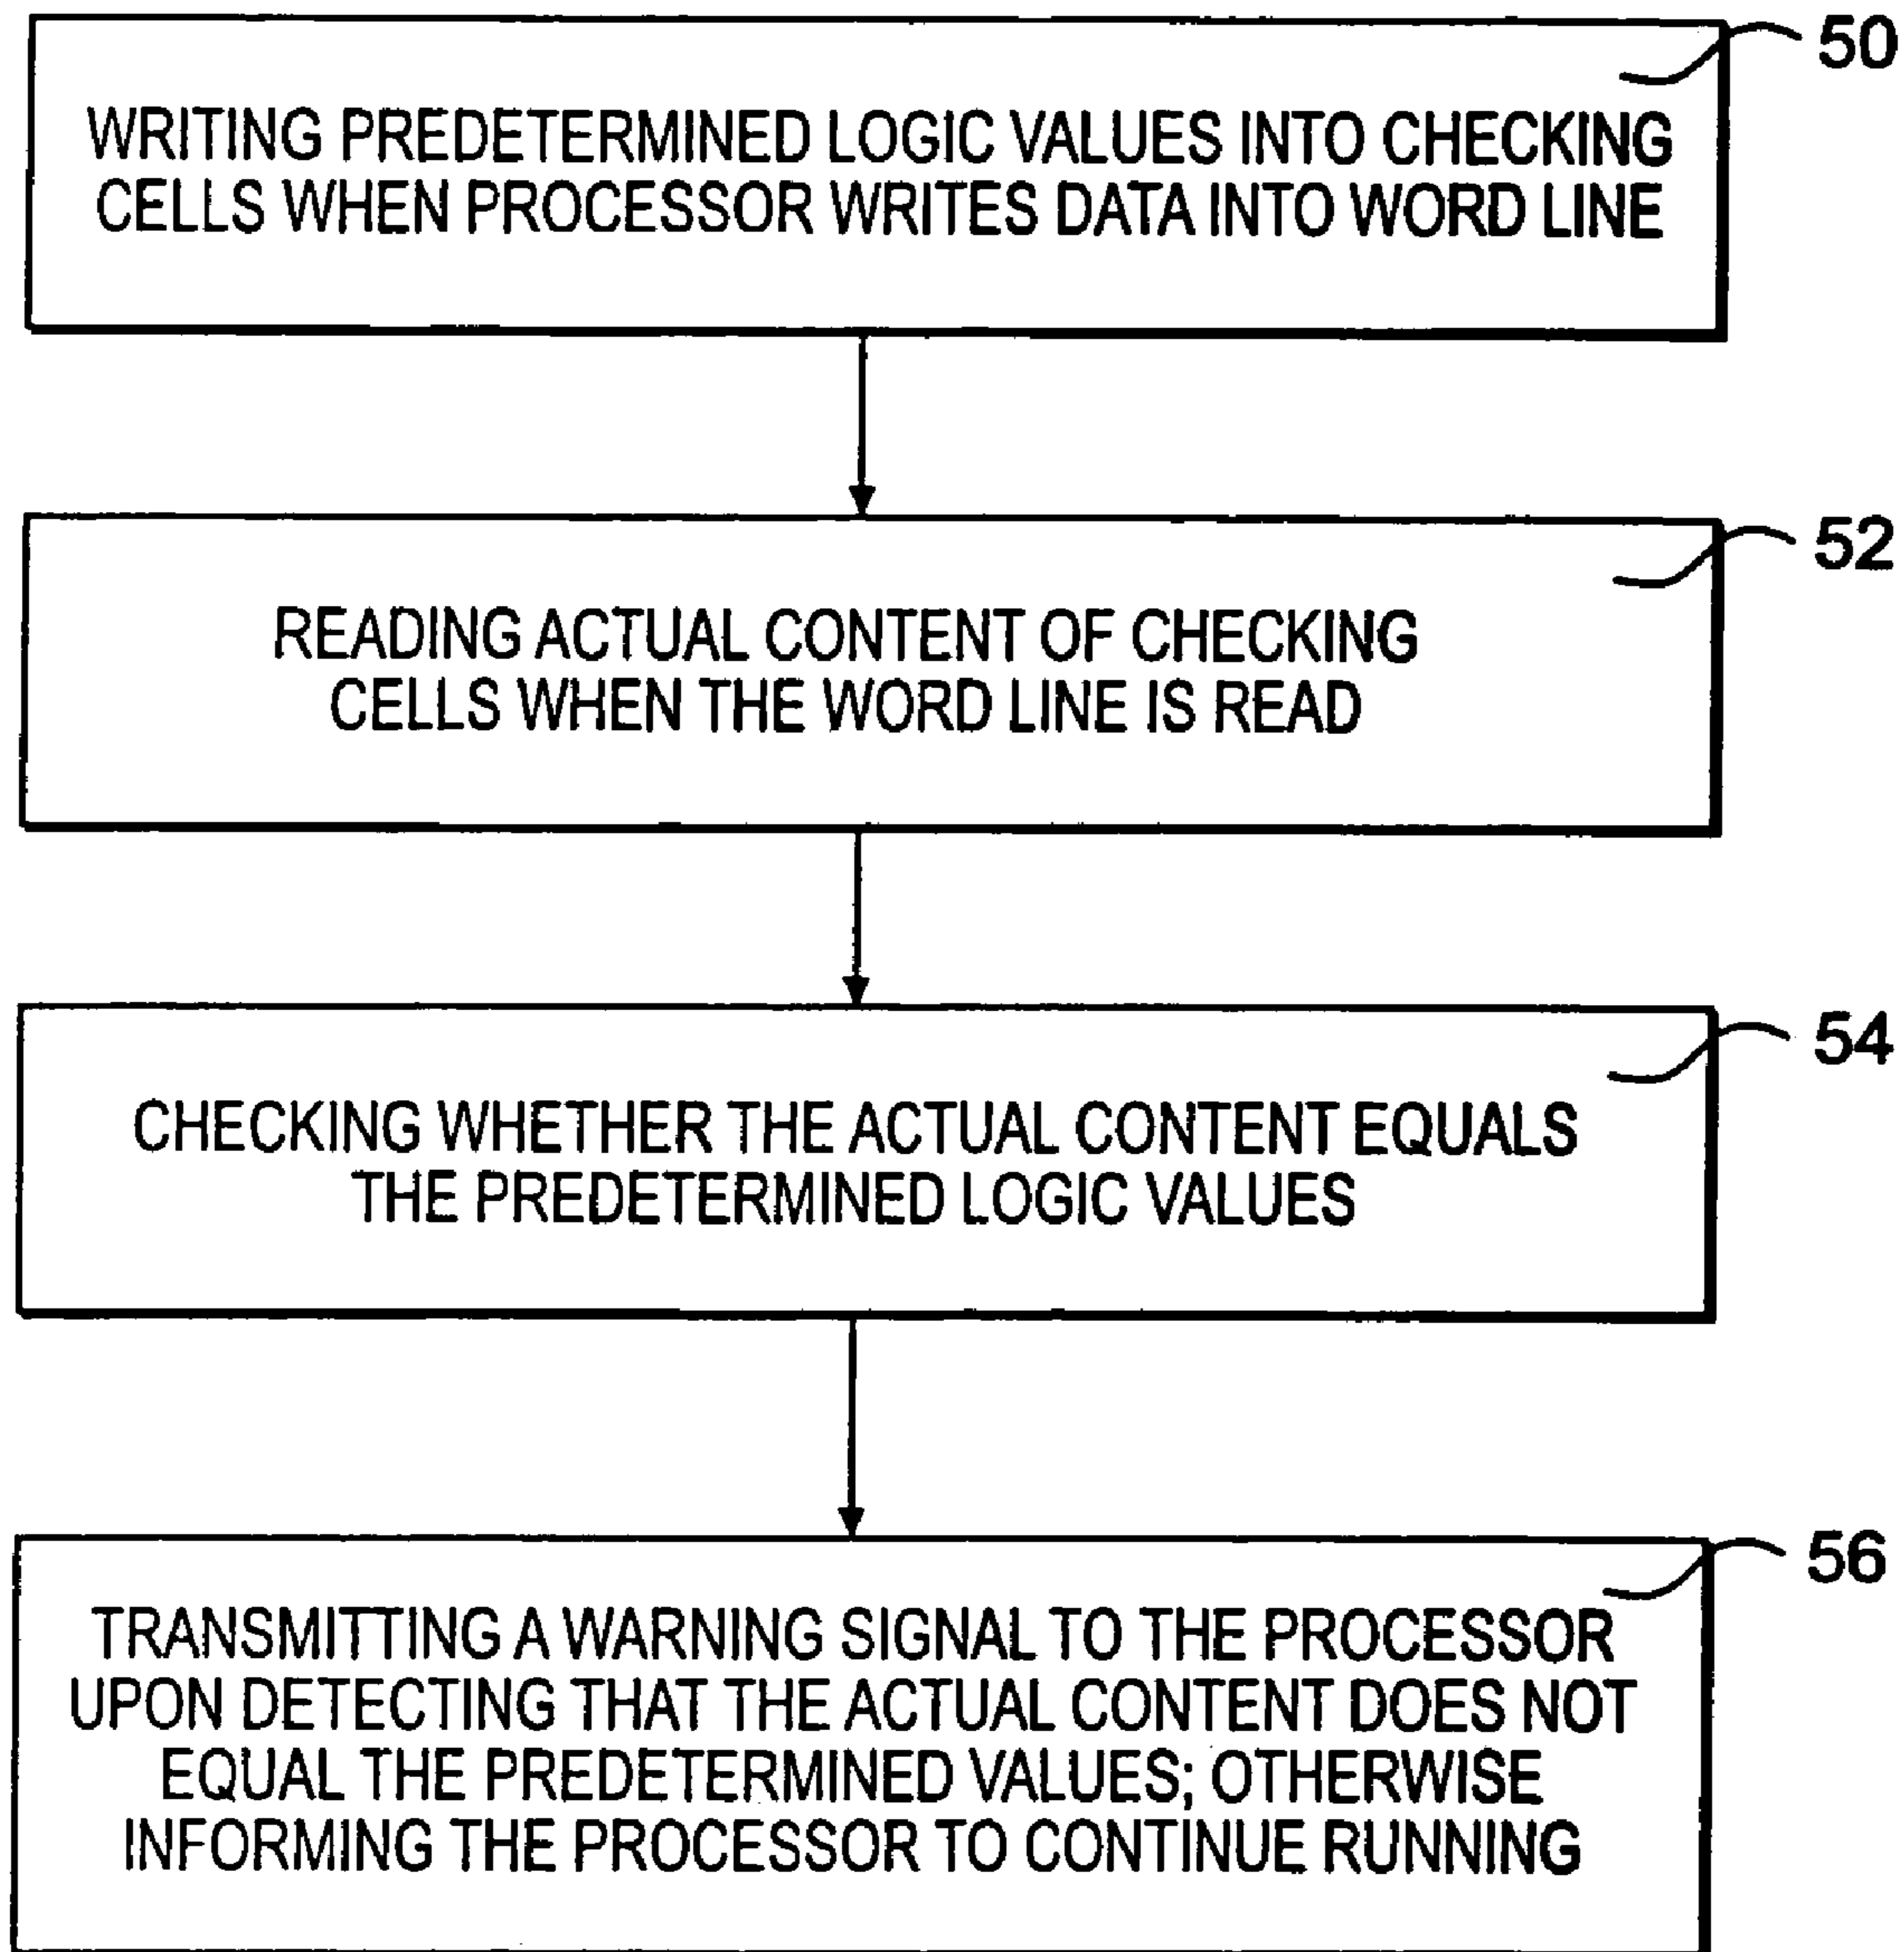 50
WRITING PREDETERMINED LOGIC VALUES INTO CHECKING
CELLS WHEN PROCESSOR WRITES DATA INTO WORD LINE
52
READING ACTUAL CONTENT OF CHECKING
CELLS WHEN THE WORD LINE IS READ
54
CHECKING WHETHER THE ACTUAL CONTENT EQUALS
THE PREDETERMINED LOGIC VALUES
56
TRANSMITTING A WARNING SIGNAL TO THE PROCESSOR
UPON DETECTING THAT THE ACTUAL CONTENT DOES NOT
EQUAL THE PREDETERMINED VALUES; OTHERWISE
INFORMING THE PROCESSOR TO CONTINUE RUNNING